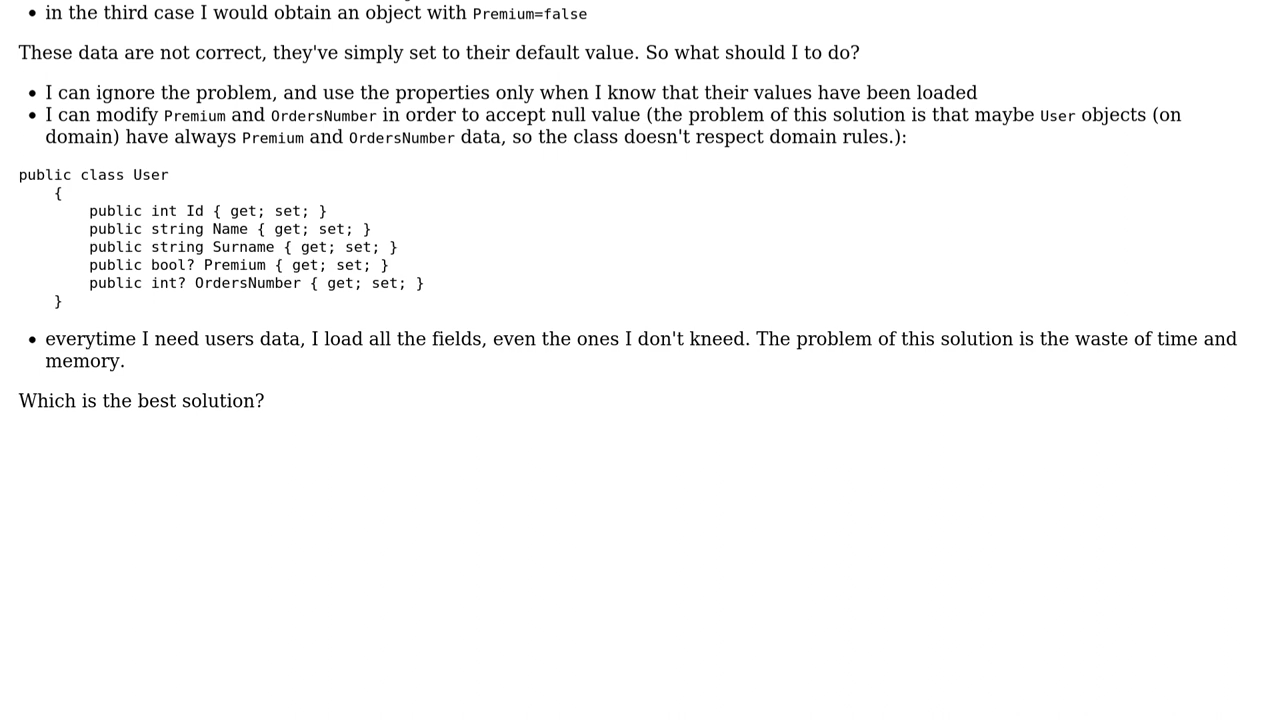 • in the third case I would obtain an object with Premium=false
These data are not correct, they've simply set to their default value. So what should I to do?
• I can ignore the problem, and use the properties only when I know that their values have been loaded
• I can modify Premium and OrdersNumber in order to accept null value (the problem of this solution is that maybe User objects (on
domain) have always Premium and OrdersNumber data, so the class doesn't respect domain rules.):
public class User
    {
        public int Id { get; set; }
        public string Name { get; set; }
        public string Surname { get; set; }
        public bool? Premium { get; set; }
        public int? OrdersNumber { get; set; }
    }
• everytime I need users data, I load all the fields, even the ones I don't kneed. The problem of this solution is the waste of time and
memory.
Which is the best solution?